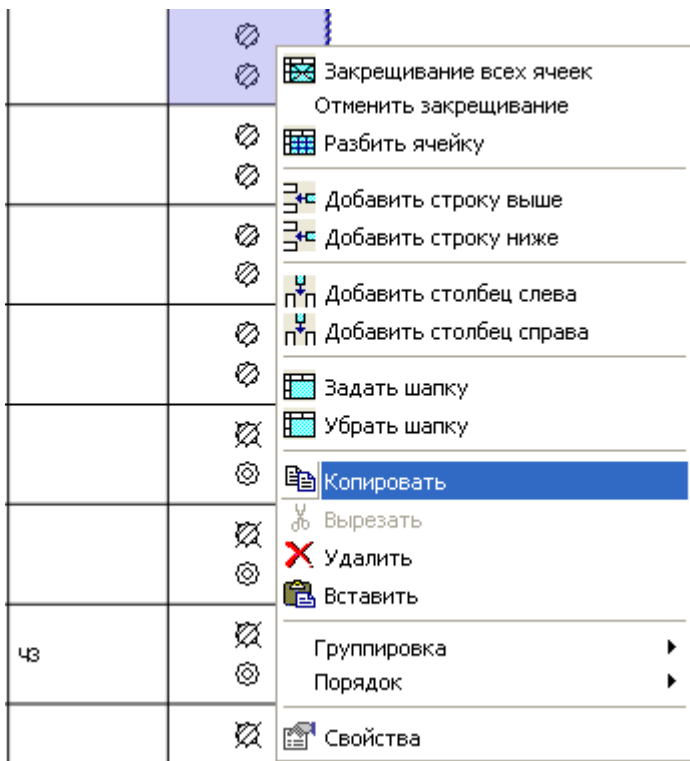 Закрещивание всех ячеек
Отменить закрещивание
Разбить ячейку
Добавить строку выше
Добавить строку ниже
Добавить столбец слева
Добавить столбец справа
Задать шапку
Убрать шапку
Копировать
Вырезать
Удалить
Вставить
чз
Группировка
Порядок
Свойства